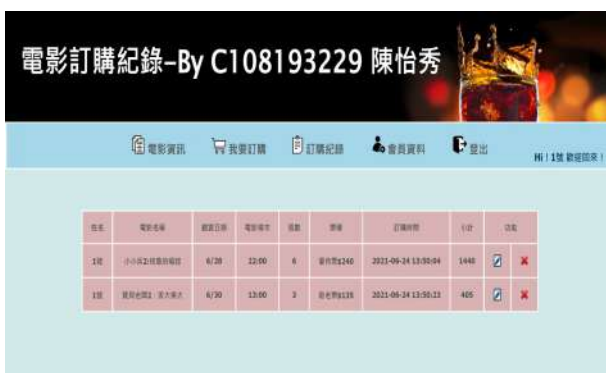 電影訂購紀錄-By C108193229 陳怡秀
電影資訊 我要訂購 訂購紀錄 會員資料 登出
Hi！1號 歡迎回來！
姓名 電影名稱 觀賞日期 電影場次 張數 票種 訂購時間 小計 功能
1號 6/28 22:00 6 $240 2021-06-24 13:50:04 1440
1號 6/30 13:00 3 $135 2021-06-24 13:50:23 405